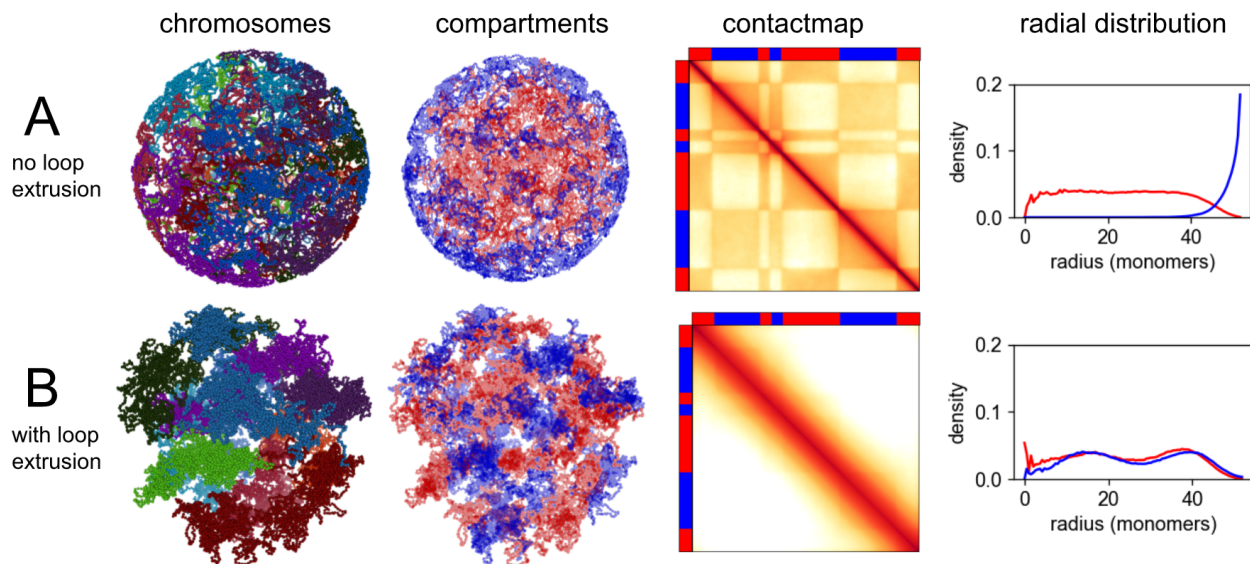 chromosomes compartments contactmap radial distribution
A
no loop
extrusion
0.2
0.1
0.0
density
0 20 40
radius (monomers)
B
with loop
extrusion
0.2
0.1
0.0
density
0 20 40
radius (monomers)